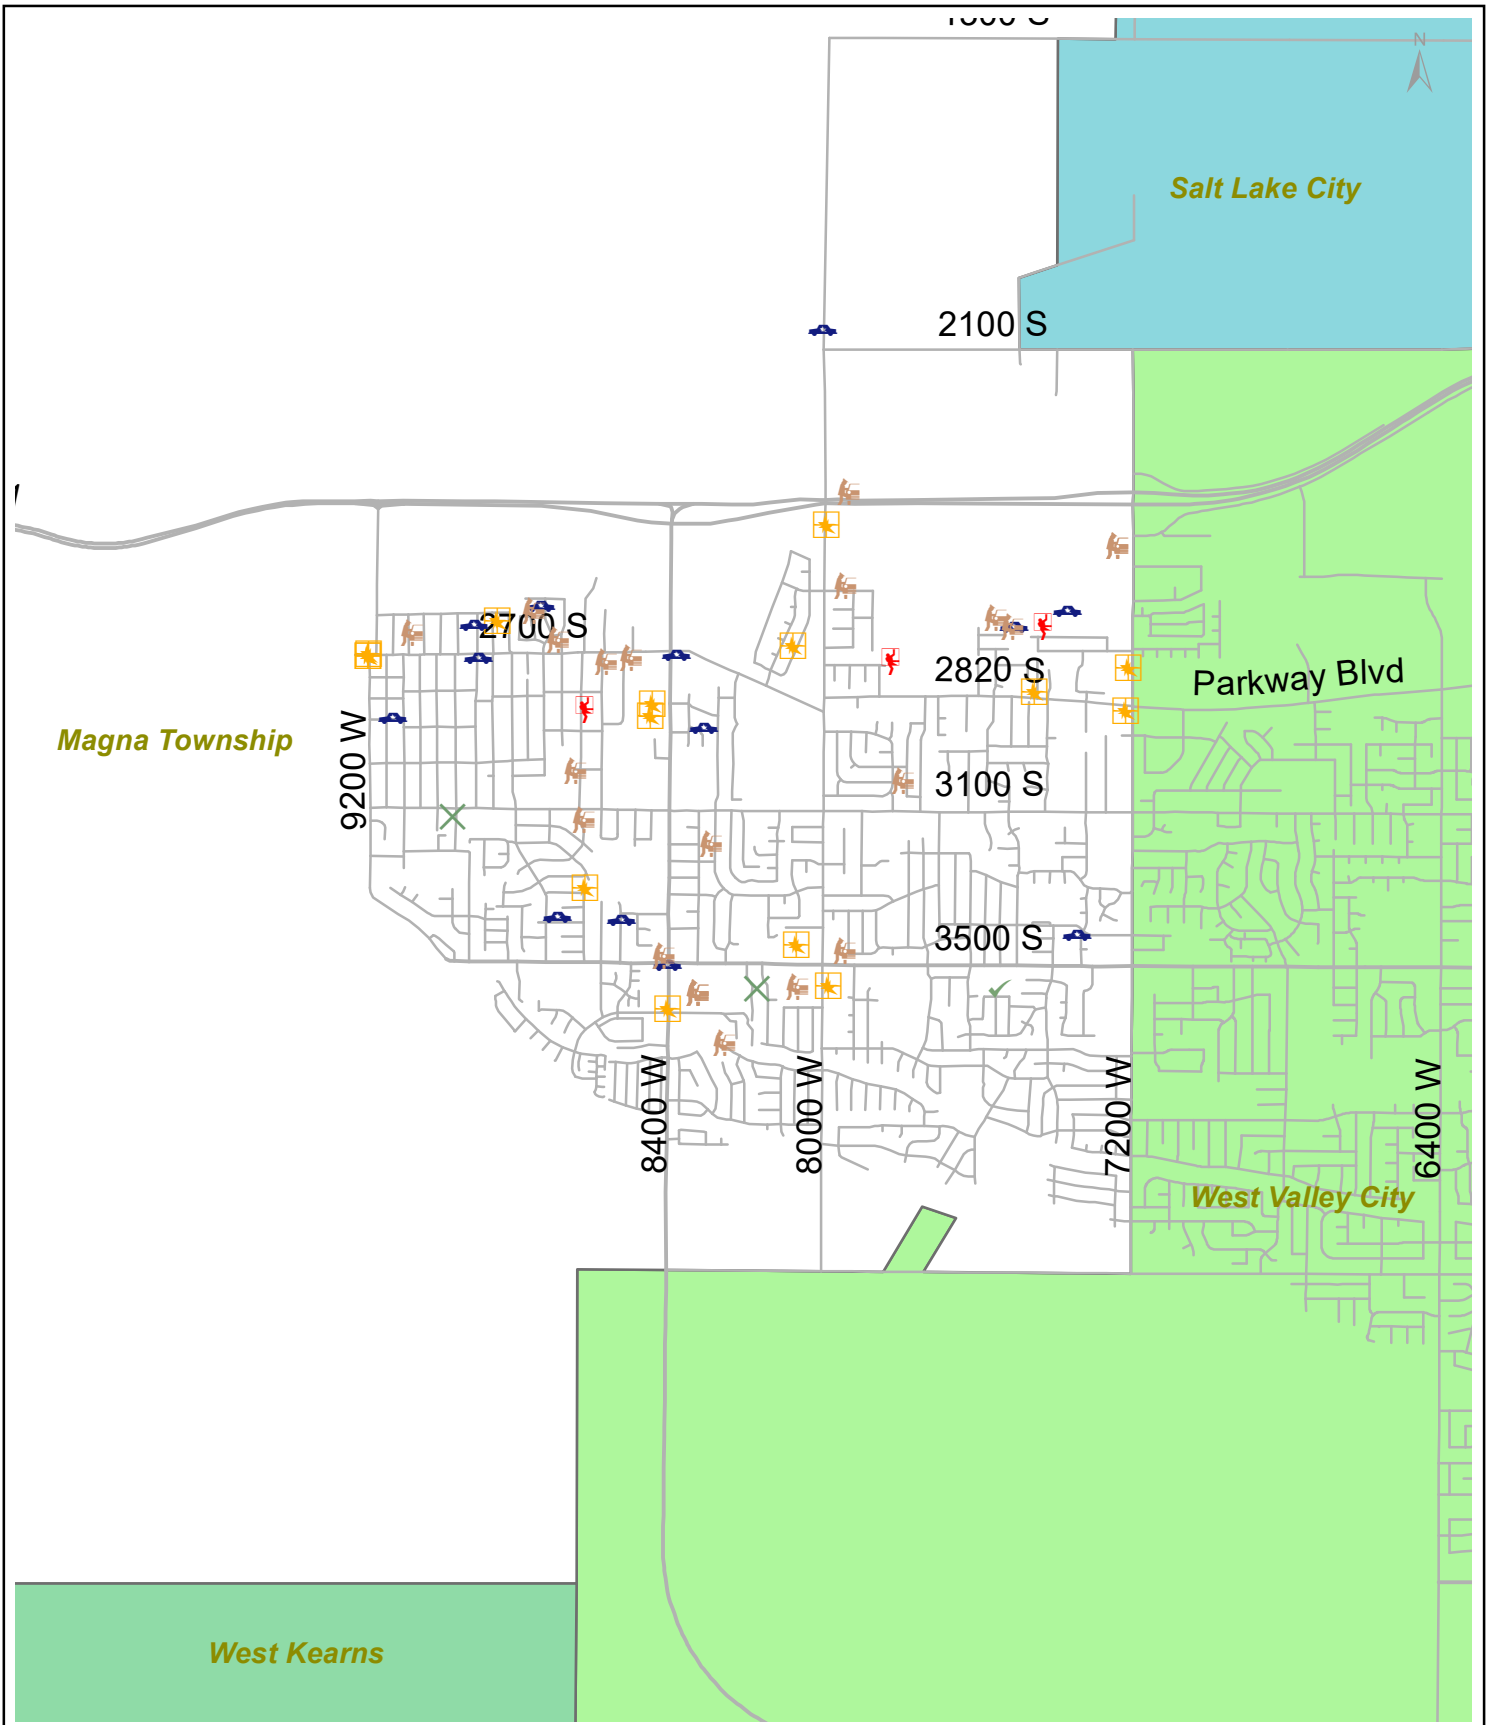 N
Salt Lake City
2100 S
2700 S
2820 S
Parkway Blvd
Magna Township
9200 W
3100 S
3500 S
8400 W
8000 W
7200 W
6400 W
West Valley City
West Kearns